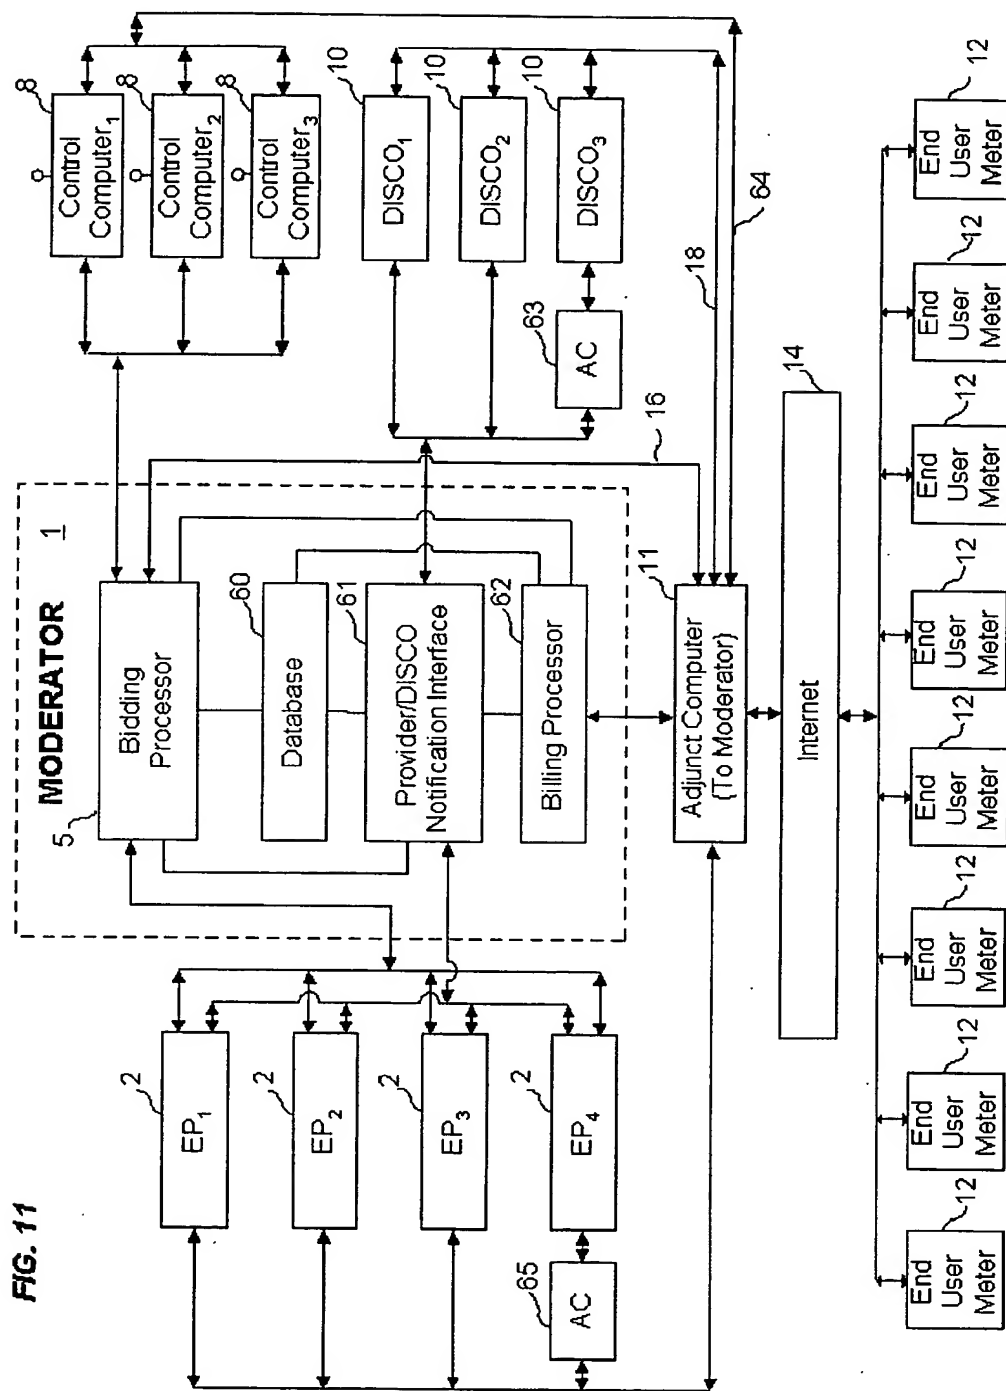 FIG. 11
MODERATOR
1
5
Bidding
Processor
60
Database
61
Provider/DISCO
Notification Interface
62
Billing Processor
2
EP1
2
EP2
2
EP3
2
EP4
65
AC
8
Control
Computer1
8
Control
Computer2
8
Control
Computer3
10
DISCO1
10
DISCO2
10
DISCO3
63
AC
16
18
64
11
Adjunct Computer
(To Moderator)
14
Internet
12
End
User
Meter
12
End
User
Meter
12
End
User
Meter
12
End
User
Meter
12
End
User
Meter
12
End
User
Meter
12
End
User
Meter
12
End
User
Meter